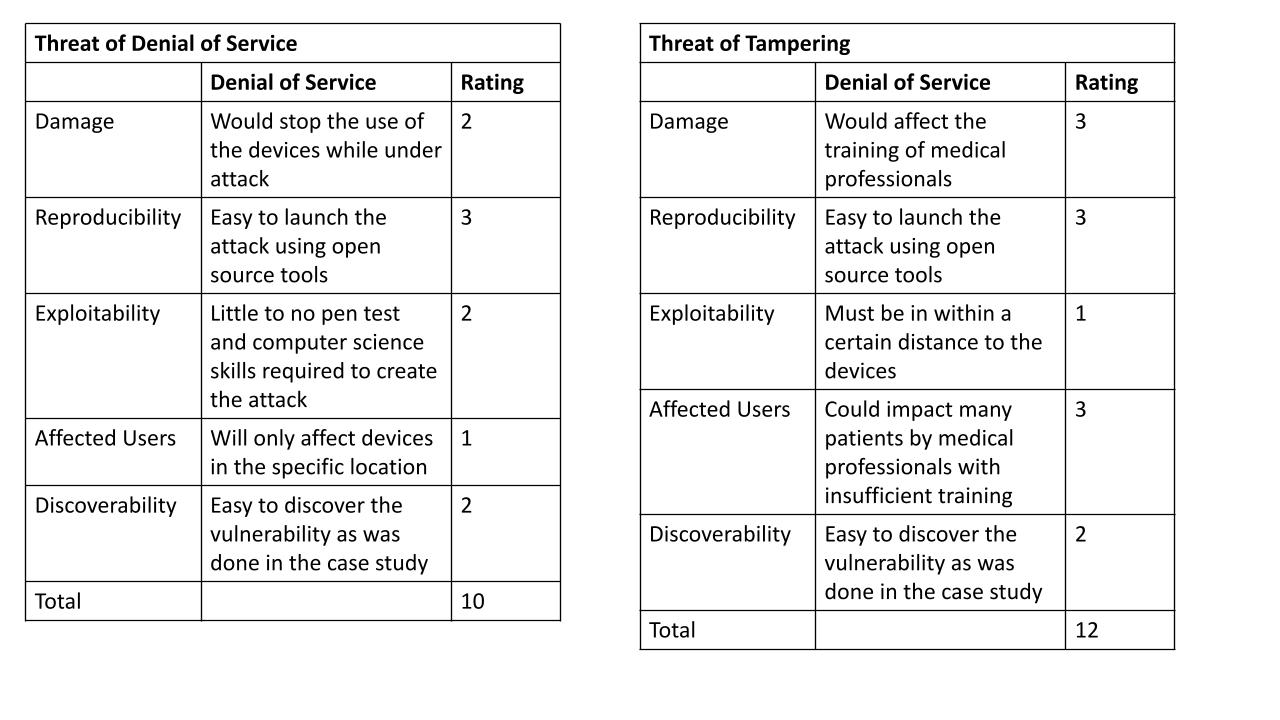 Threat of Denial of Service
Denial of Service Rating
Damage Would stop the use of 2
the devices while under
attack
Reproducibility Easy to launch the 3
attack using open
source tools
Exploitability Little to no pen test 2
and computer science
skills required to create
the attack
Affected Users Will only affect devices 1
in the specific location
Discoverability Easy to discover the 2
vulnerability as was
done in the case study
Total 10
Threat of Tampering
Denial of Service Rating
Damage Would affect the 3
training of medical
professionals
Reproducibility Easy to launch the 3
attack using open
source tools
Exploitability Must be in within a 1
certain distance to the
devices
Affected Users Could impact many 3
patients by medical
professionals with
insufficient training
Discoverability Easy to discover the 2
vulnerability as was
done in the case study
Total 12